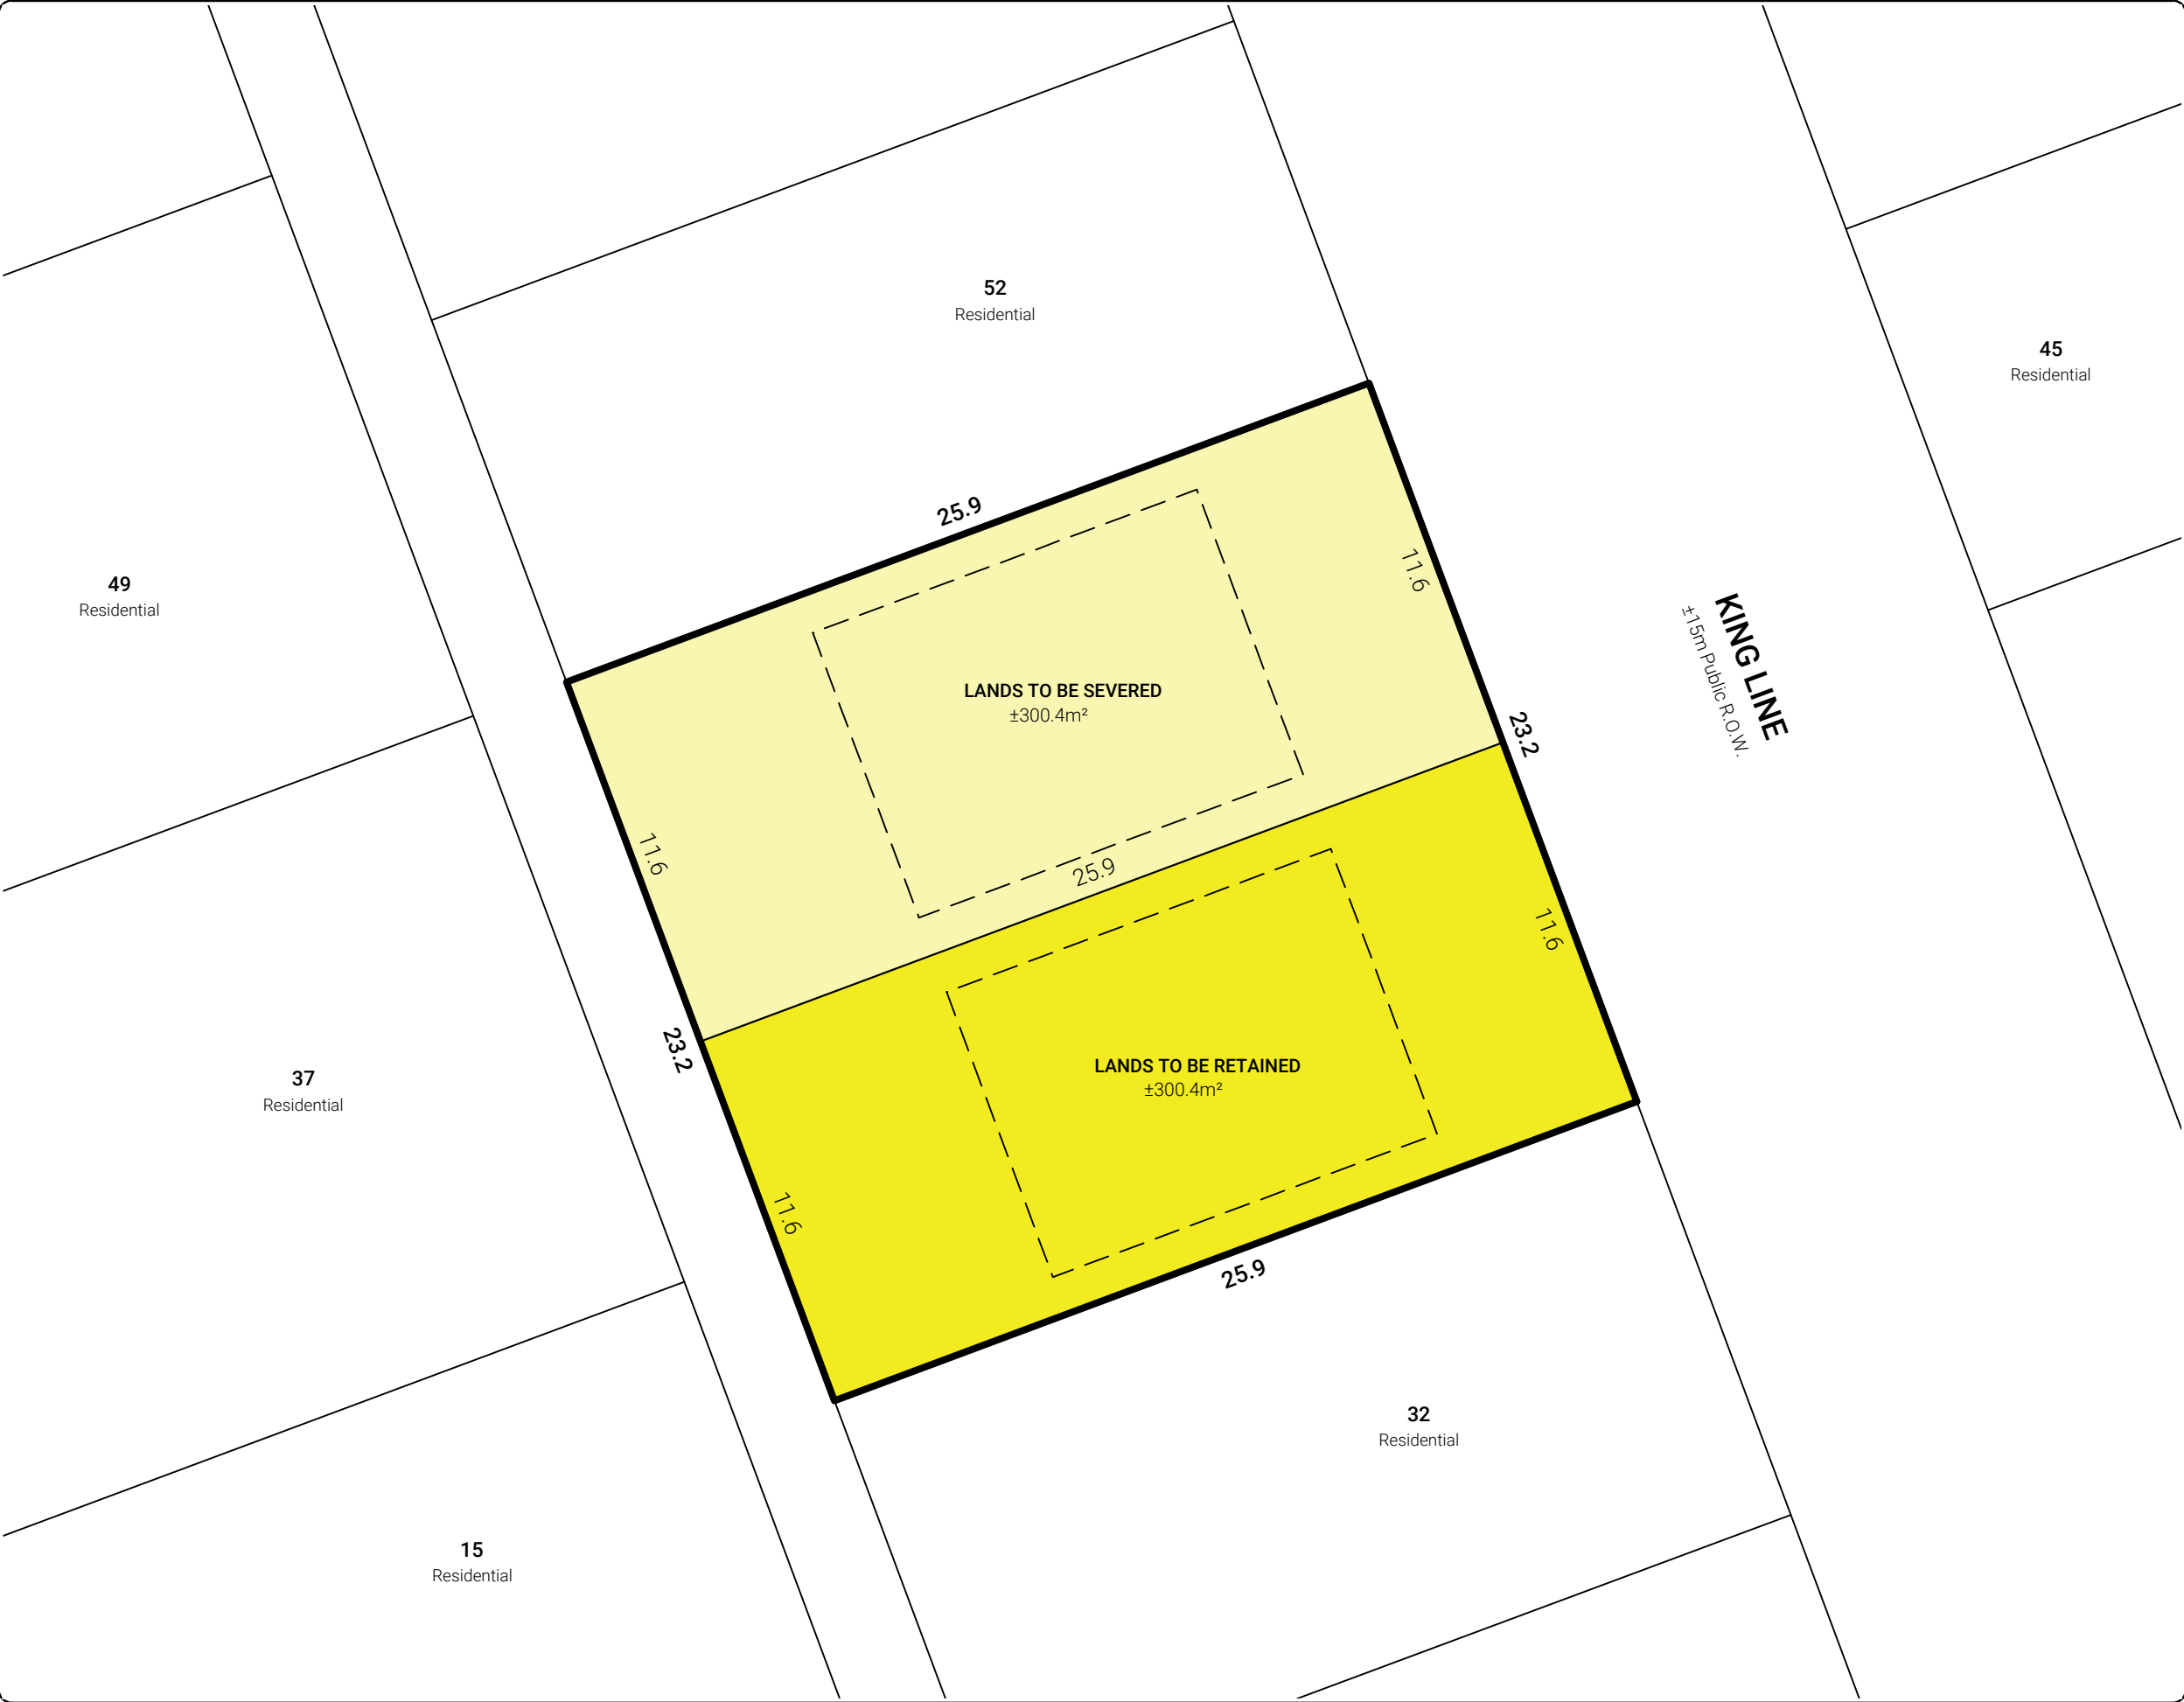 52
Residential
45
Residential
25.9
11.6
49
Residential
KING LINE
±15m Public R.O.W.
LANDS TO BE SEVERED
±300.4m²
23.2
11.6
25.9
11.6
23.2
LANDS TO BE RETAINED
±300.4m²
37
Residential
11.6
25.9
32
Residential
15
Residential